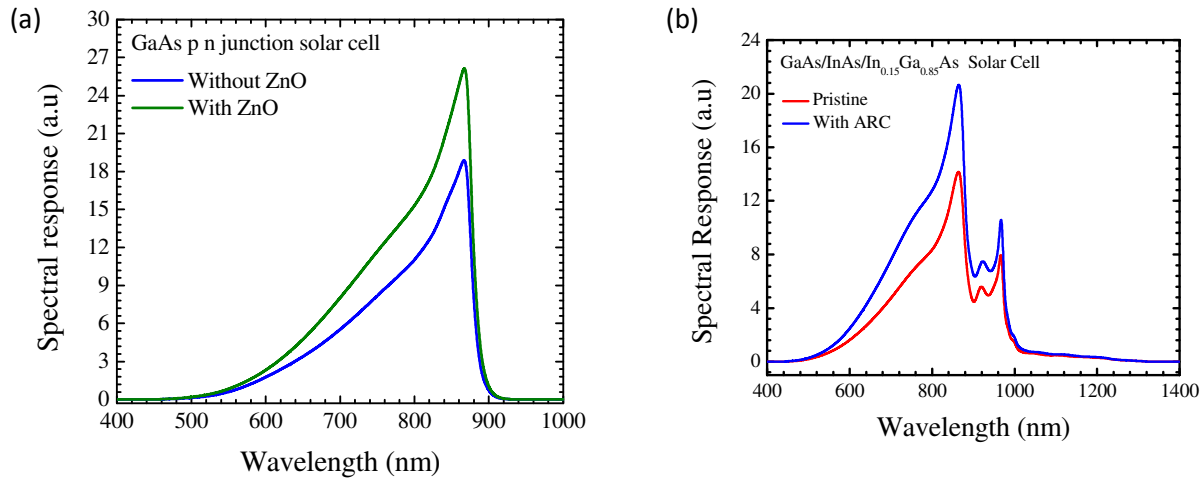 (a)
GaAs p n junction solar cell
Without ZnO
With ZnO
Spectral response (a.u)
30
27
24
21
18
15
12
9
6
3
0
400 500 600 700 800 900 1000
Wavelength (nm)
(b)
GaAs/InAs/In0.15Ga0.85As Solar Cell
Pristine
With ARC
Spectral Response (a.u)
24
20
16
12
8
4
0
400 600 800 1000 1200 1400
Wavelength (nm)